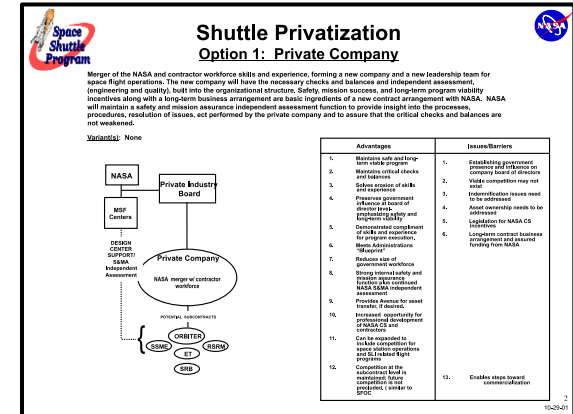 Space
Shuttle
Program
Shuttle Privatization
Option 1: Private Company
NASA
Merger of the NASA and contractor workforce skills and experience, forming a new company and a new leadership team for
space flight operations. The new company will have the necessary checks and balances and independent assessment,
(engineering and quality), built into the organizational structure. Safety, mission success, and long-term program viability
incentives along with a long-term business arrangement are basic ingredients of a new contract arrangement with NASA. NASA
will maintain a safety and mission assurance independent assessment function to provide insight into the processes,
procedures, resolution of issues, ect performed by the private company and to assure that the critical checks and balances are
not weakened.
Variant(s): None
NASA
Private Industry
Board
MSF
Centers
DESIGN
CENTER
SUPPORT/
S&MA
Independent
Assessment
Private Company
NASA merger w/ contractor
workforce
POTENTIAL SUBCONTRACTS
{
ORBITER
SSME
RSRM
ET
SRB
Advantages
1. Maintains safe and long-
term viable program
2. Maintains critical checks
and balances
3. Solves erosion of skills
and experience
4. Preserves government
influence at board of
director level-
emphasizing safety and
long-term viability
5. Demonstrated compliment
of skills and experience
for program execution,
6. Meets Administrations
"Blueprint"
7. Reduces size of
government workforce
8. Strong internal safety and
mission assurance
function plus continued
NASA S&MA independent
assessment
9. Provides Avenue for asset
transfer, if desired.
10. Increased opportunity for
professional development
of NASA CS and
contractors
11. Can be expanded to
include competition for
space station operations
and SLI related flight
programs
12. Competition at the
subcontract level is
maintained; future
competition is not
precluded, ( similar to
SFOC
Issues/Barriers
1. Establishing government
presence and influence on
company board of directors
2. Viable competition may not
exist
3. Indemnification issues need
to be addressed
4. Asset ownership needs to be
addressed
5. Legislation for NASA CS
6. Long-term contract business
arrangement and assured
funding from NASA
13. Enables steps toward
commercialization
2
10-29-01